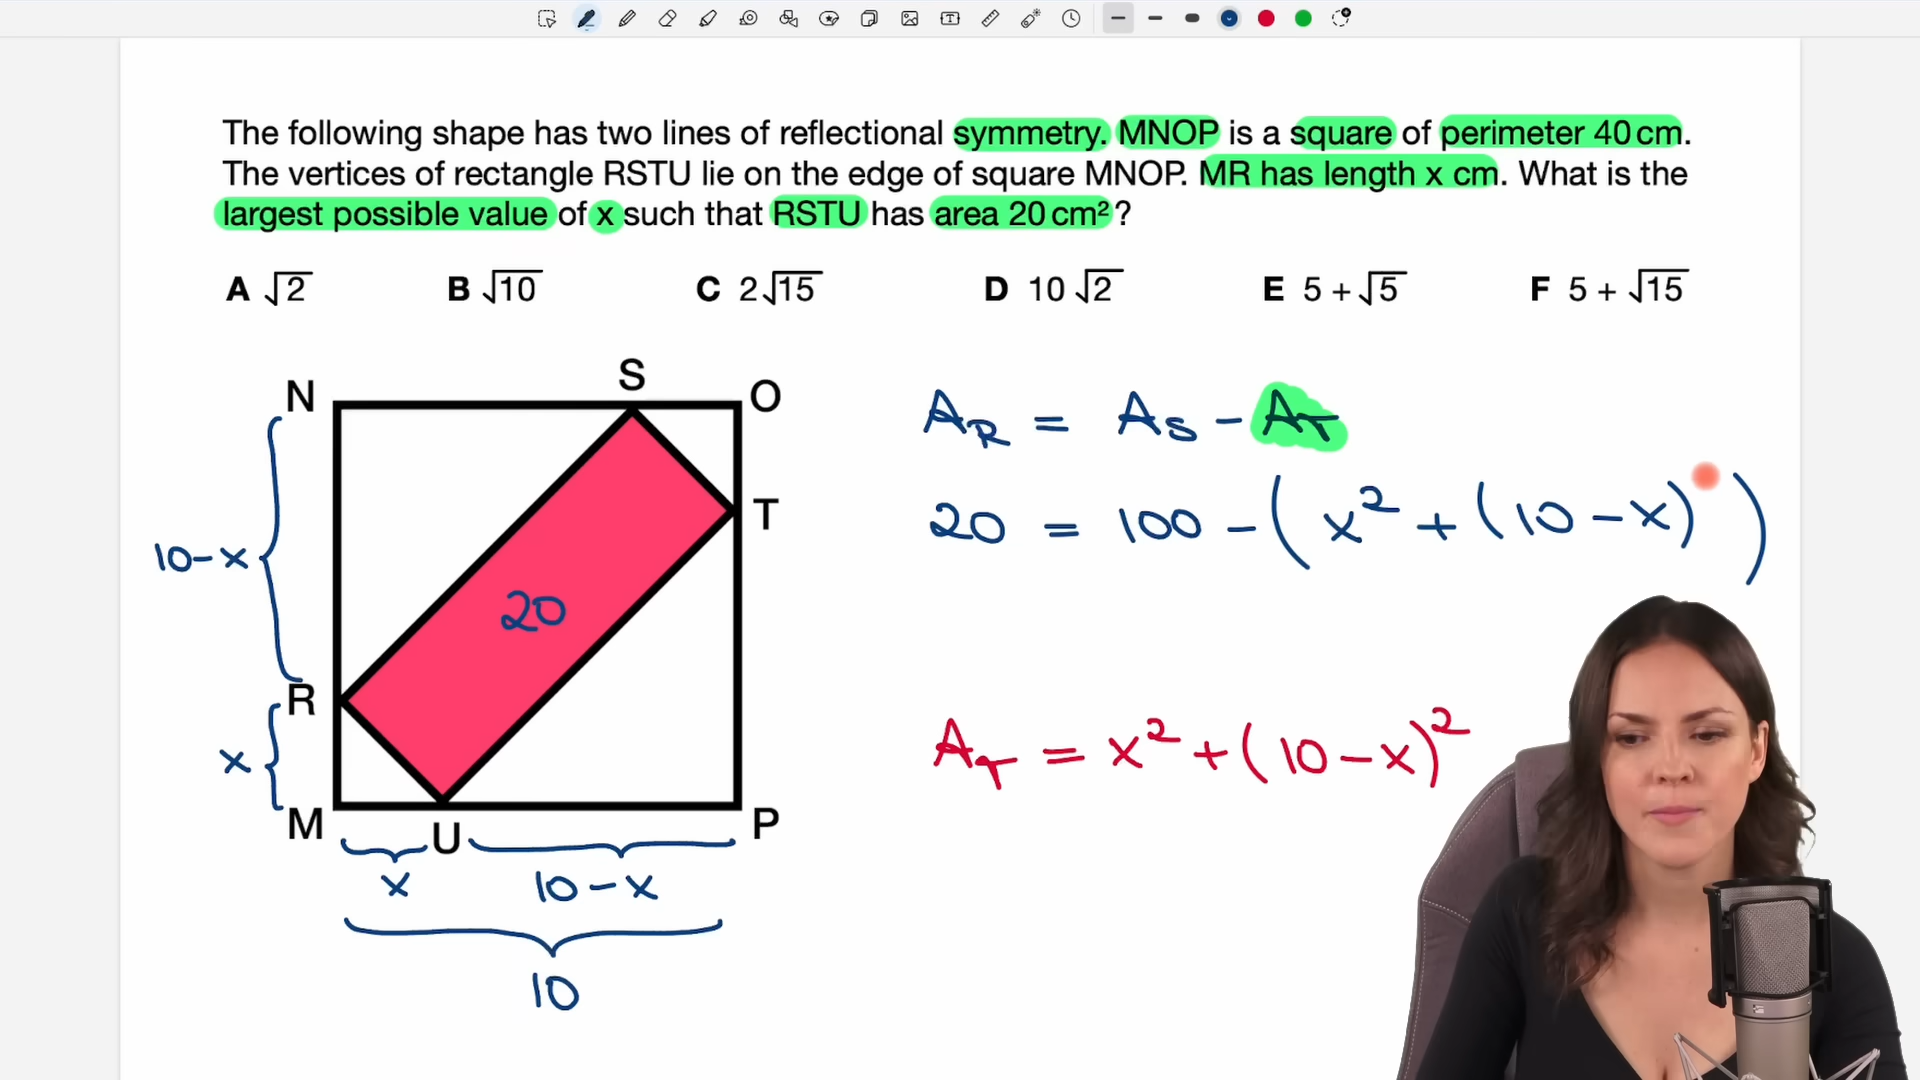 The following shape has two lines of reflectional symmetry. MNOP is a square of perimeter 40 cm.
The vertices of rectangle RSTU lie on the edge of square MNOP. MR has length x cm. What is the
largest possible value of x such that RSTU has area 20 cm²?
A √2 B √10 C 2√15 D 10√2 E 5 + √5 F 5 + √15
N S O
A_R = A_S - A_T
T
20 = 100 - (x² + (10 - x) )
10 - x
20
R
x
A_T = x² + (10 - x)²
M U P
x 10 - x
10